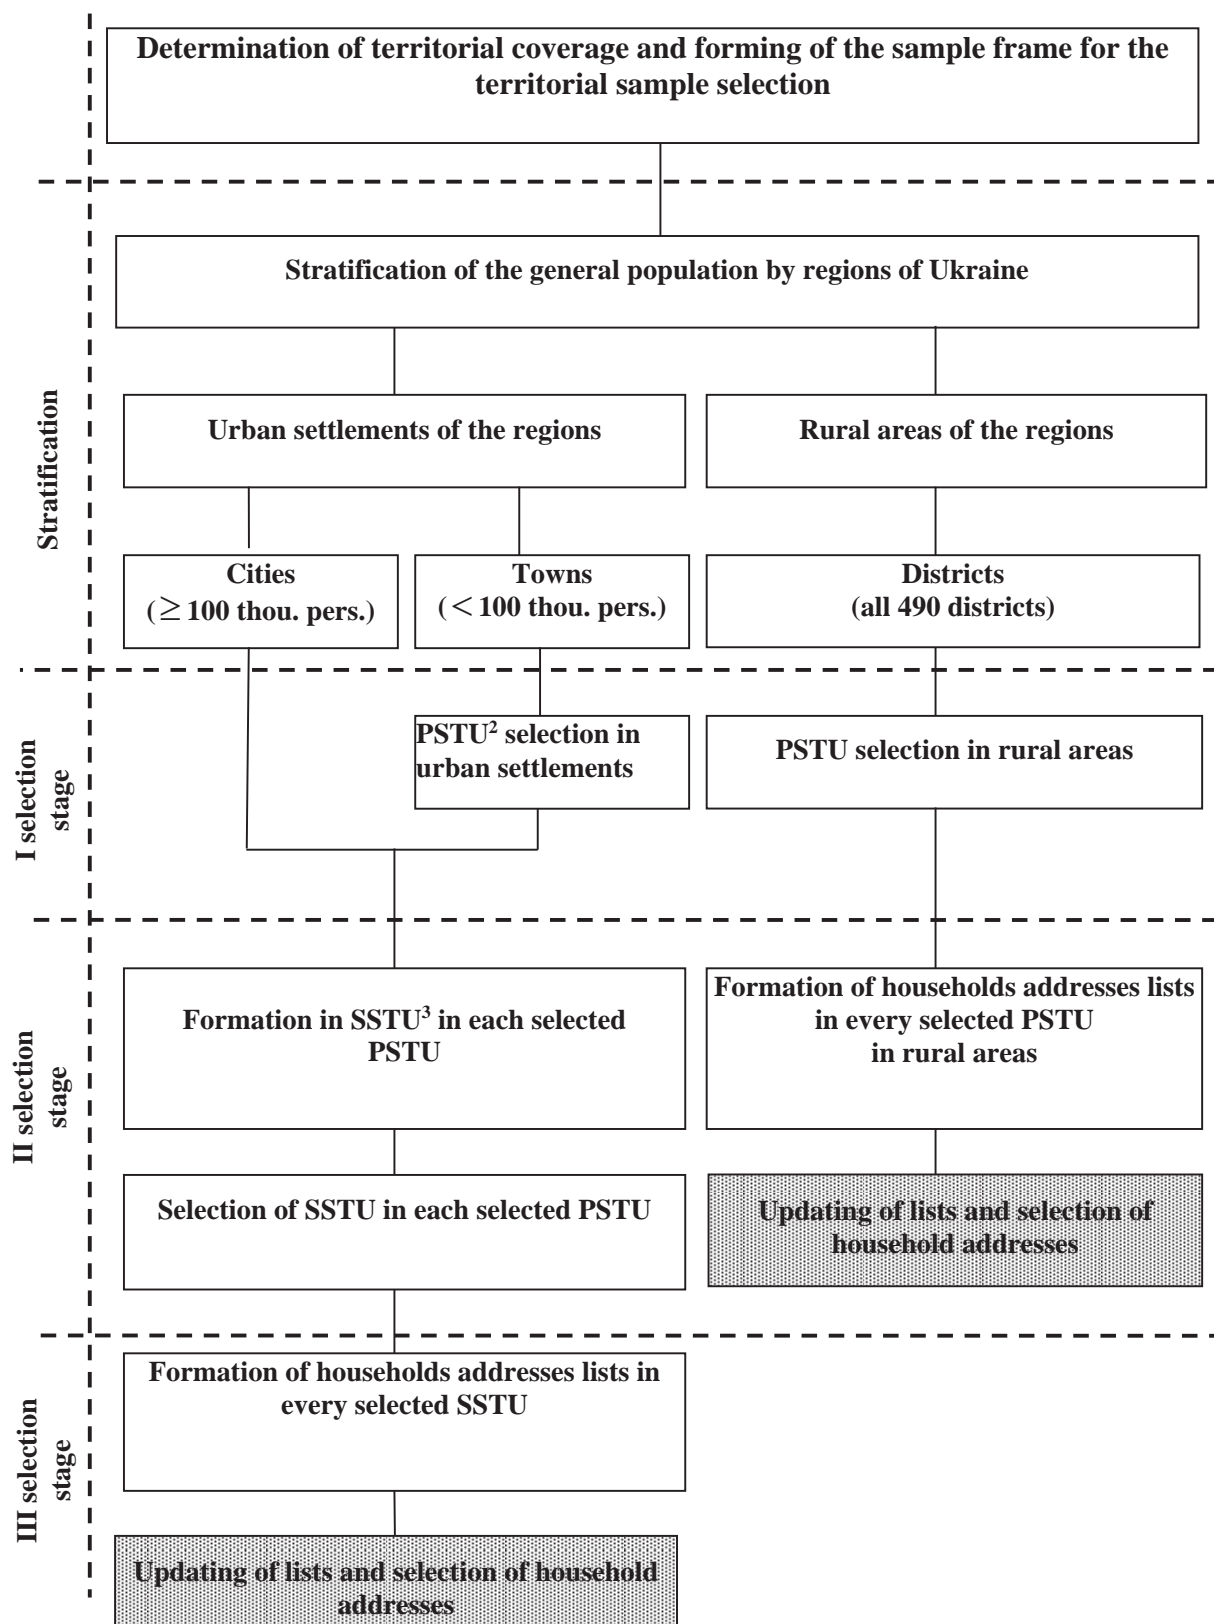 Determination of territorial coverage and forming of the sample frame for the
territorial sample selection
Stratification of the general population by regions of Ukraine
Stratification
Urban settlements of the regions
Rural areas of the regions
Cities
(≥ 100 thou. pers.)
Towns
(< 100 thou. pers.)
Districts
(all 490 districts)
I selection
stage
PSTU² selection in
urban settlements
PSTU selection in rural areas
II selection
stage
Formation in SSTU³ in each selected
PSTU
Formation of households addresses lists
in every selected PSTU
in rural areas
Selection of SSTU in each selected PSTU
Updating of lists and selection of
household addresses
III selection
stage
Formation of households addresses lists in
every selected SSTU
Updating of lists and selection of household
addresses